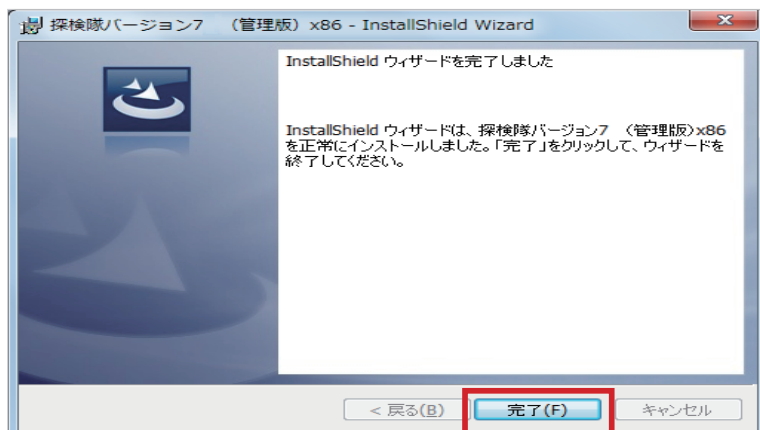 探検隊バージョン7　（管理版）x86 - InstallShield Wizard
InstallShield ウィザードを完了しました
InstallShield ウィザードは、探検隊バージョン7　（管理版）x86
を正常にインストールしました。「完了」をクリックして、ウィザードを
終了してください。
< 戻る(B)　完了(F)　キャンセル